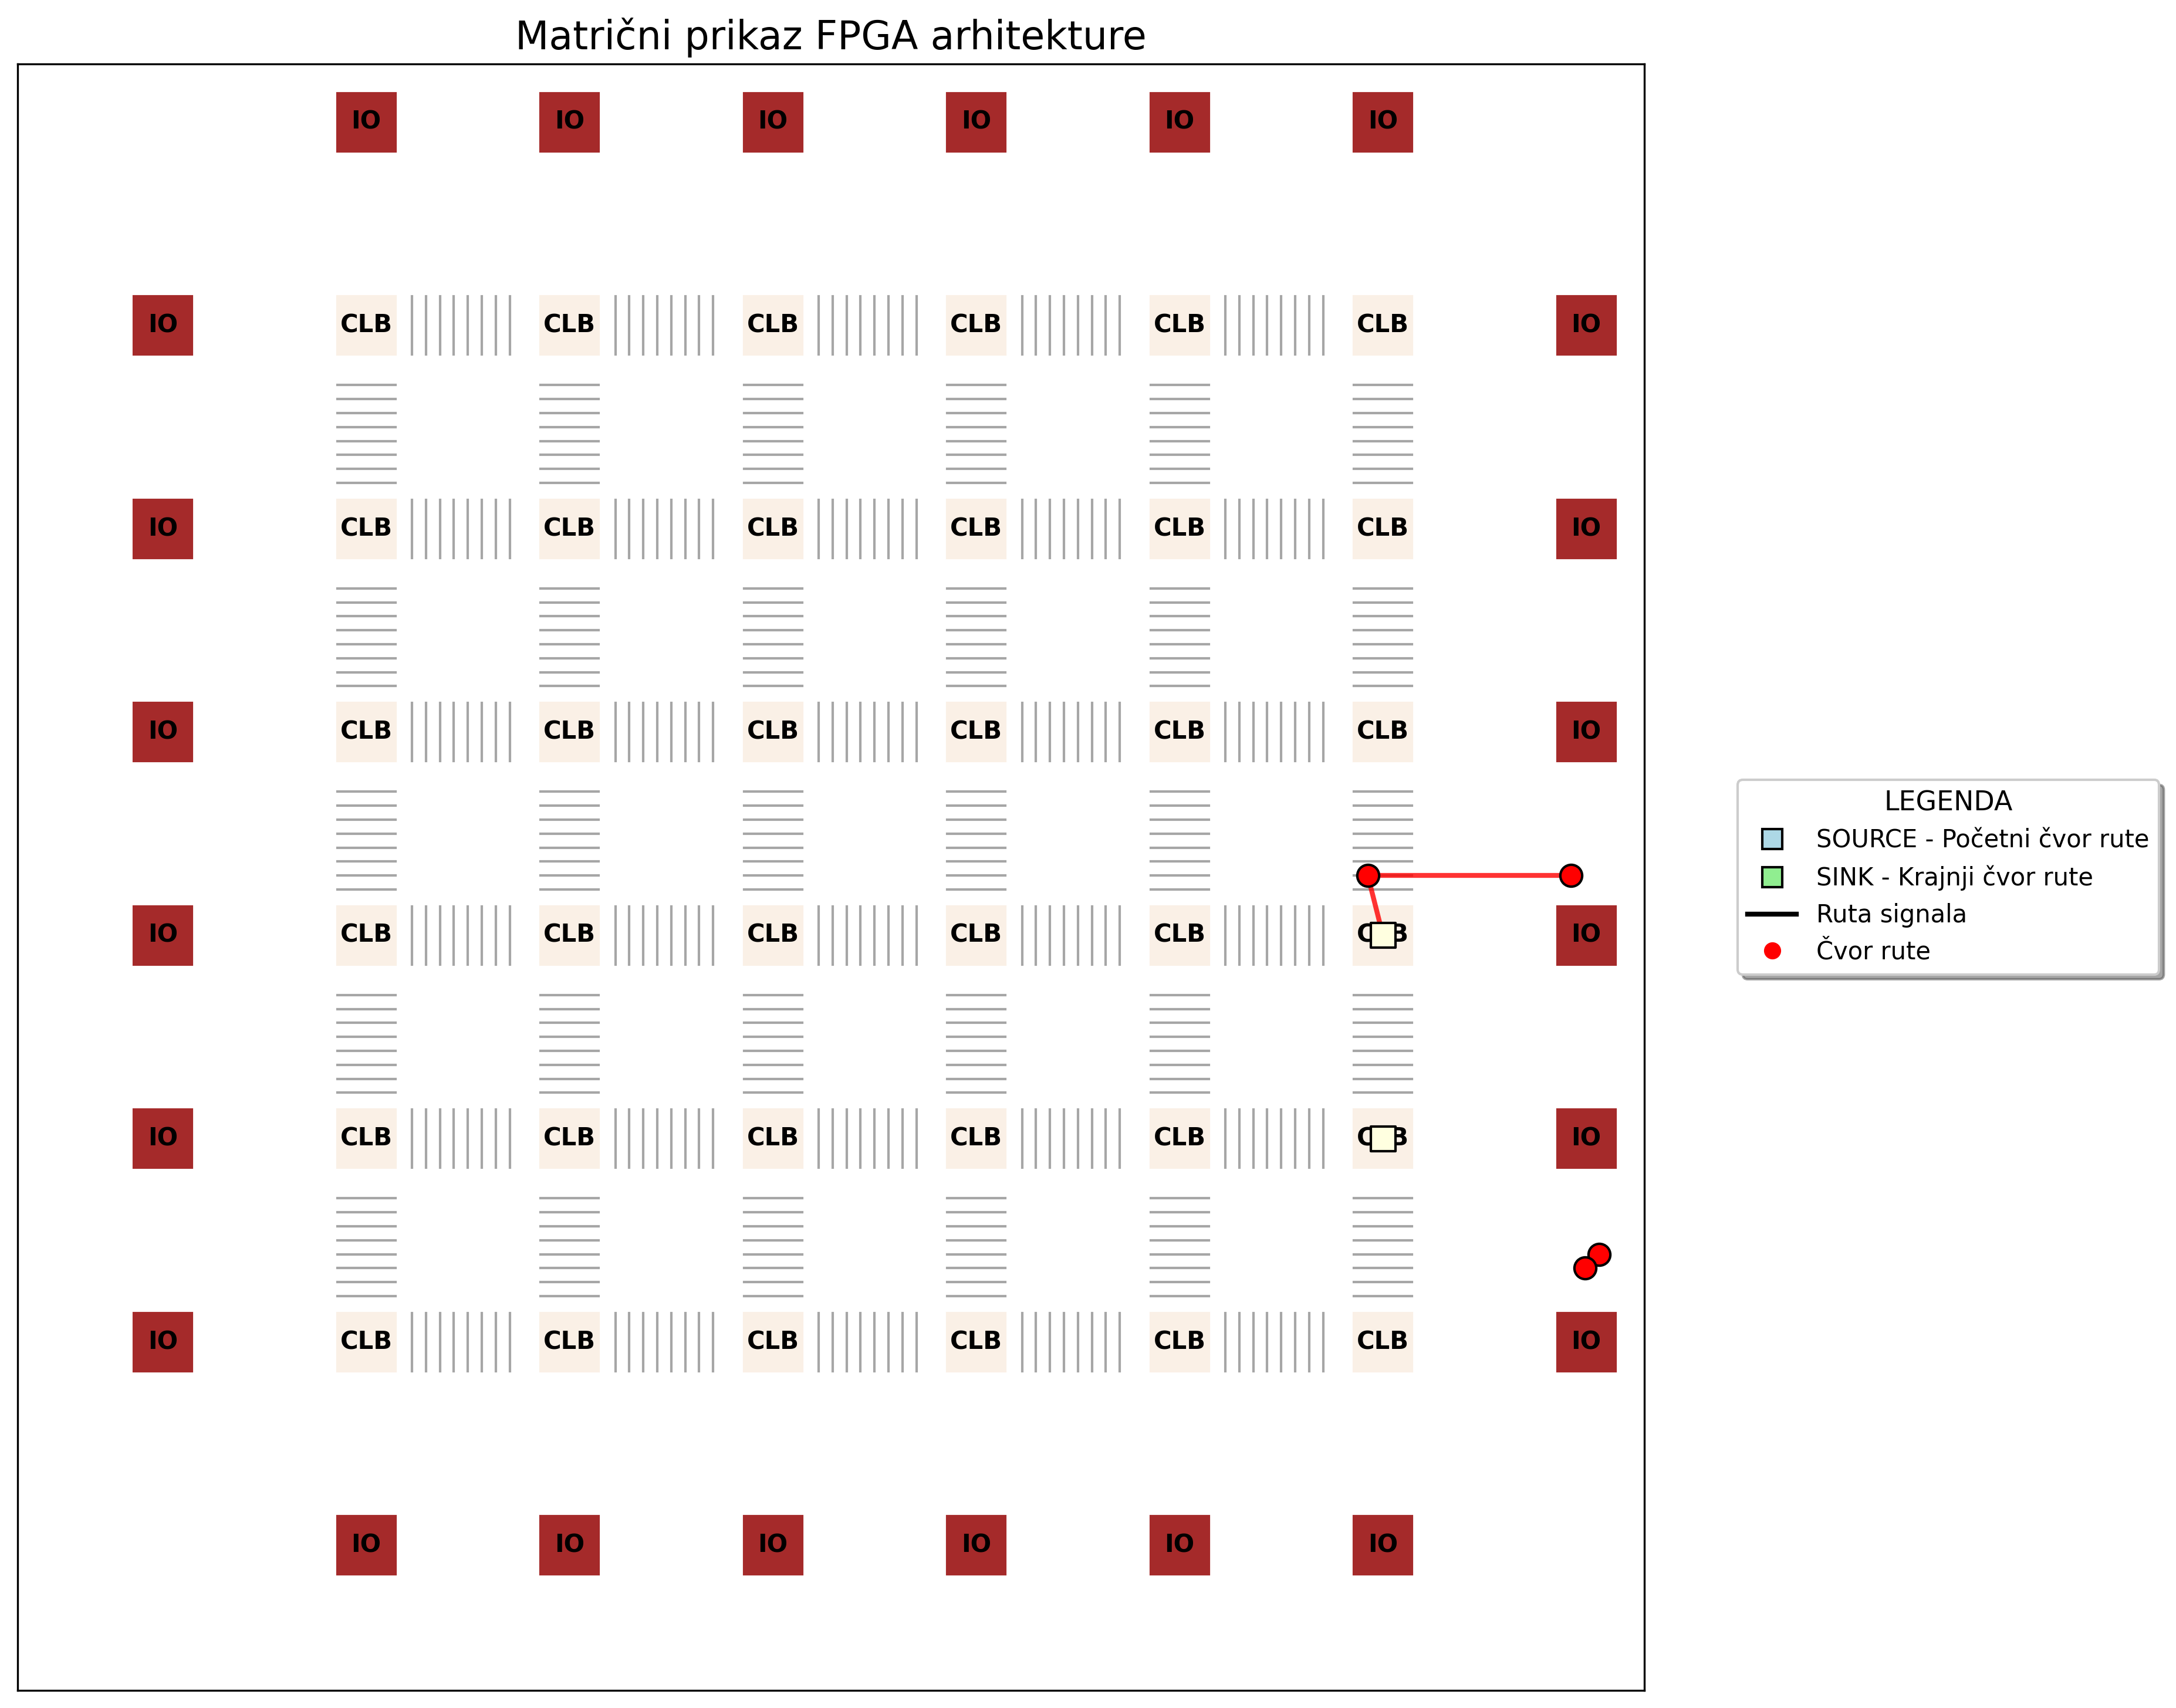 Matrični prikaz FPGA arhitekture
IO IO IO IO IO IO
IO CLB CLB CLB CLB CLB CLB IO
IO CLB CLB CLB CLB CLB CLB IO
IO CLB CLB CLB CLB CLB CLB IO
IO CLB CLB CLB CLB CLB C B IO
IO CLB CLB CLB CLB CLB C B IO
IO CLB CLB CLB CLB CLB CLB IO
IO IO IO IO IO IO
LEGENDA
SOURCE - Početni čvor rute
SINK - Krajnji čvor rute
Ruta signala
Čvor rute